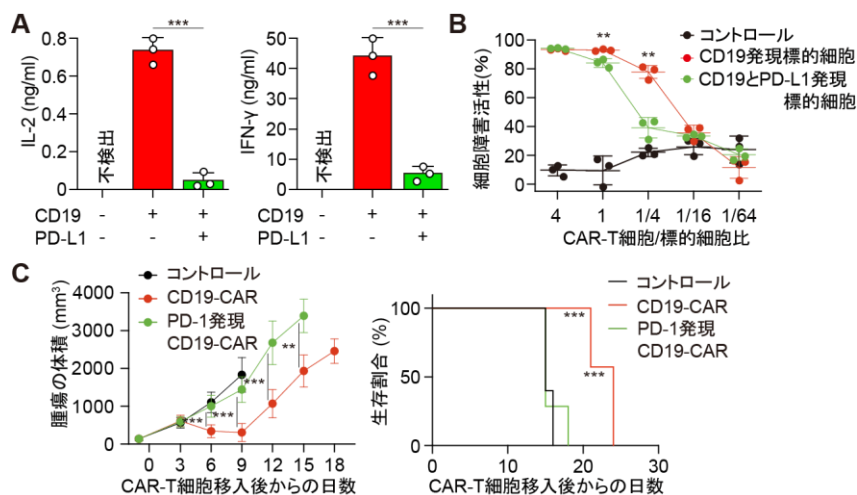 A
***
***
IL-2 (ng/ml)
0.8
0.6
0.4
0.2
0
不検出
CD19 - + +
PD-L1 - - +
IFN-γ (ng/ml)
60
50
40
30
20
10
0
不検出
CD19 - + +
PD-L1 - - +
B
コントロール
CD19発現標的細胞
CD19とPD-L1発現
標的細胞
**
**
細胞障害活性(%)
100
80
60
40
20
0
4 1 1/4 1/16 1/64
CAR-T細胞/標的細胞比
C
コントロール
CD19-CAR
PD-1発現
CD19-CAR
腫瘍の体積 (mm³)
4000
3000
2000
1000
0
***
***
***
**
0 3 6 9 12 15 18
CAR-T細胞移入後からの日数
コントロール
CD19-CAR
PD-1発現
CD19-CAR
生存割合 (%)
100
50
0
***
***
0 10 20 30
CAR-T細胞移入後からの日数